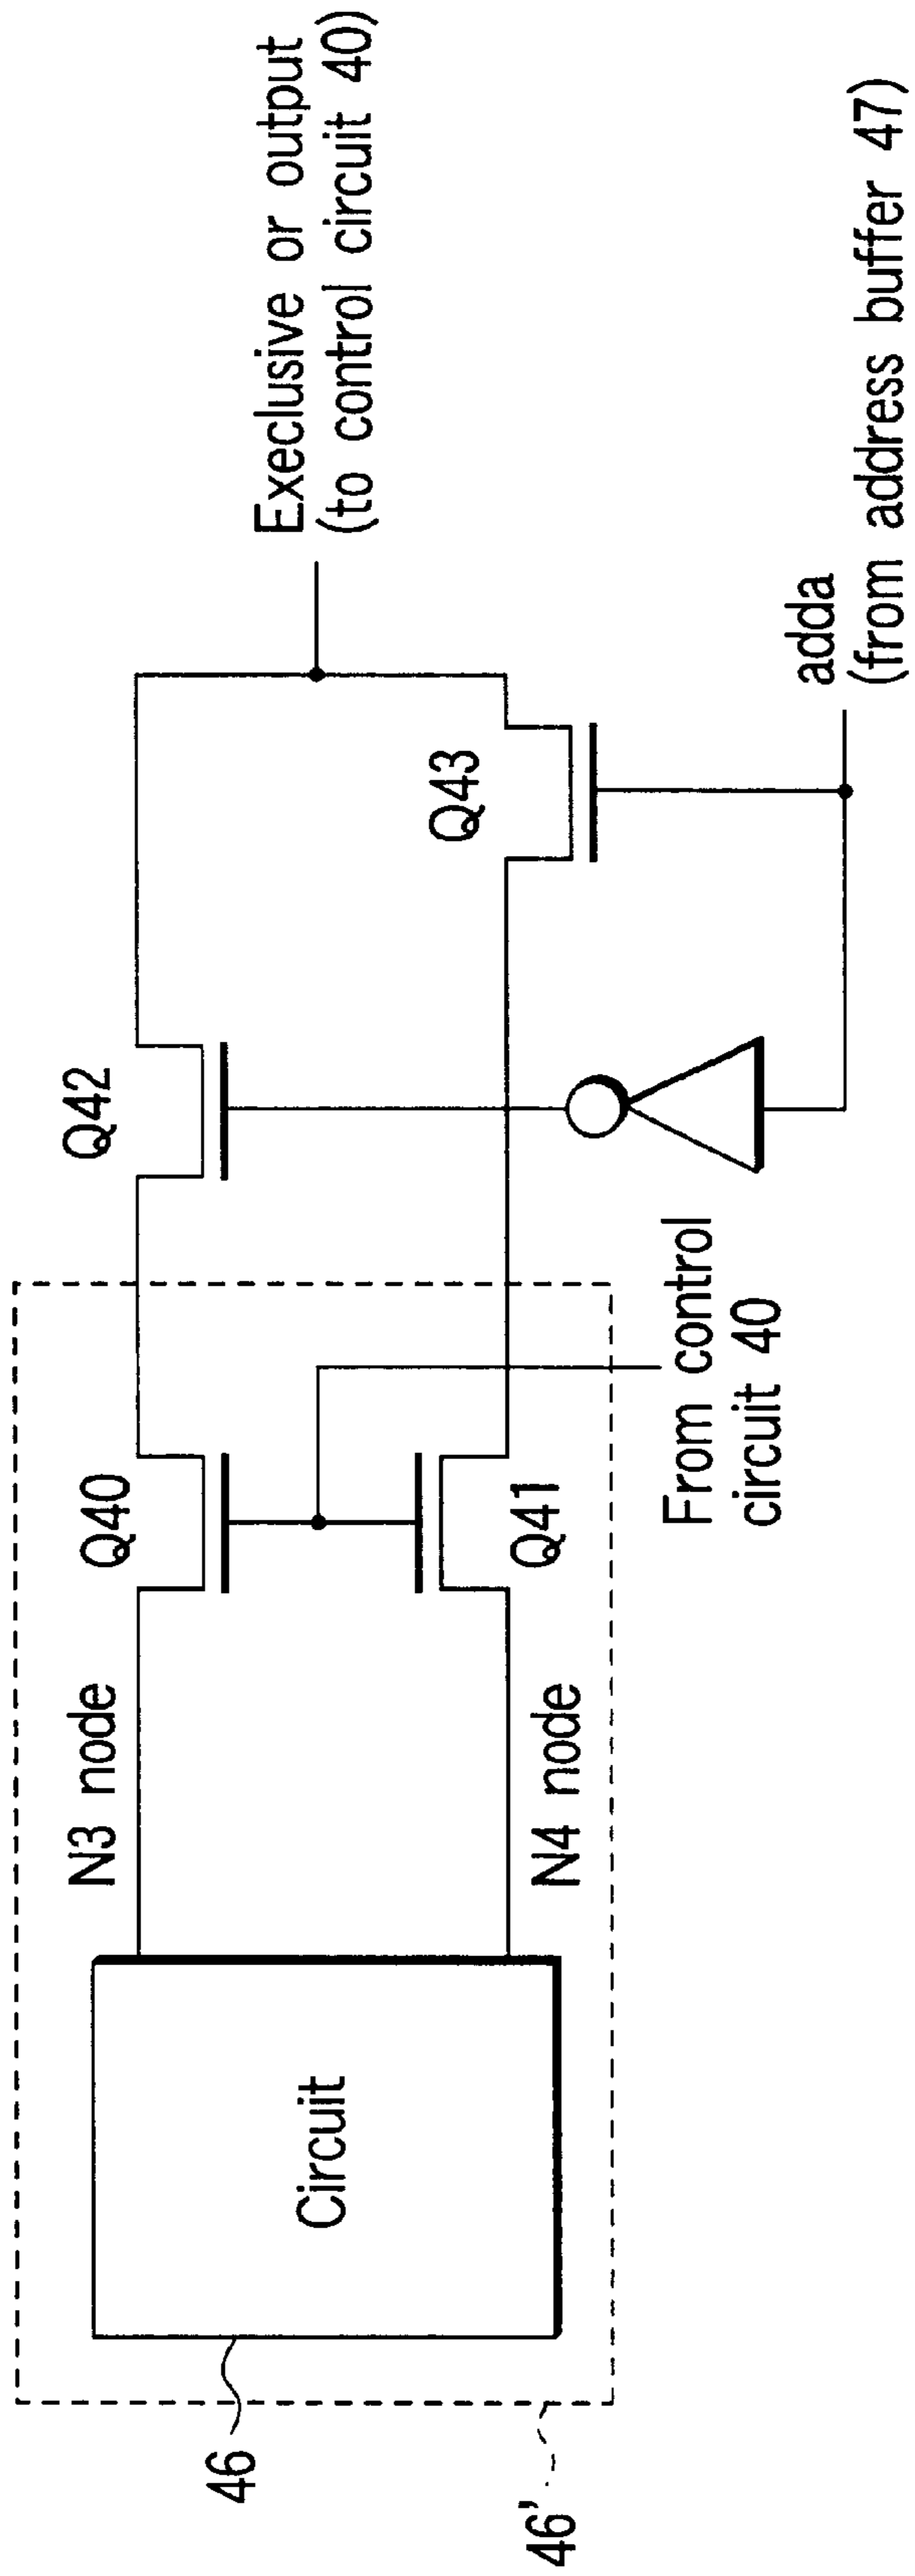 Execlusive or output
(to control circuit 40)
Q42
Q43
adda
(from address buffer 47)
Q40
Q41
From control
circuit 40
N3 node
N4 node
Circuit
46
46'